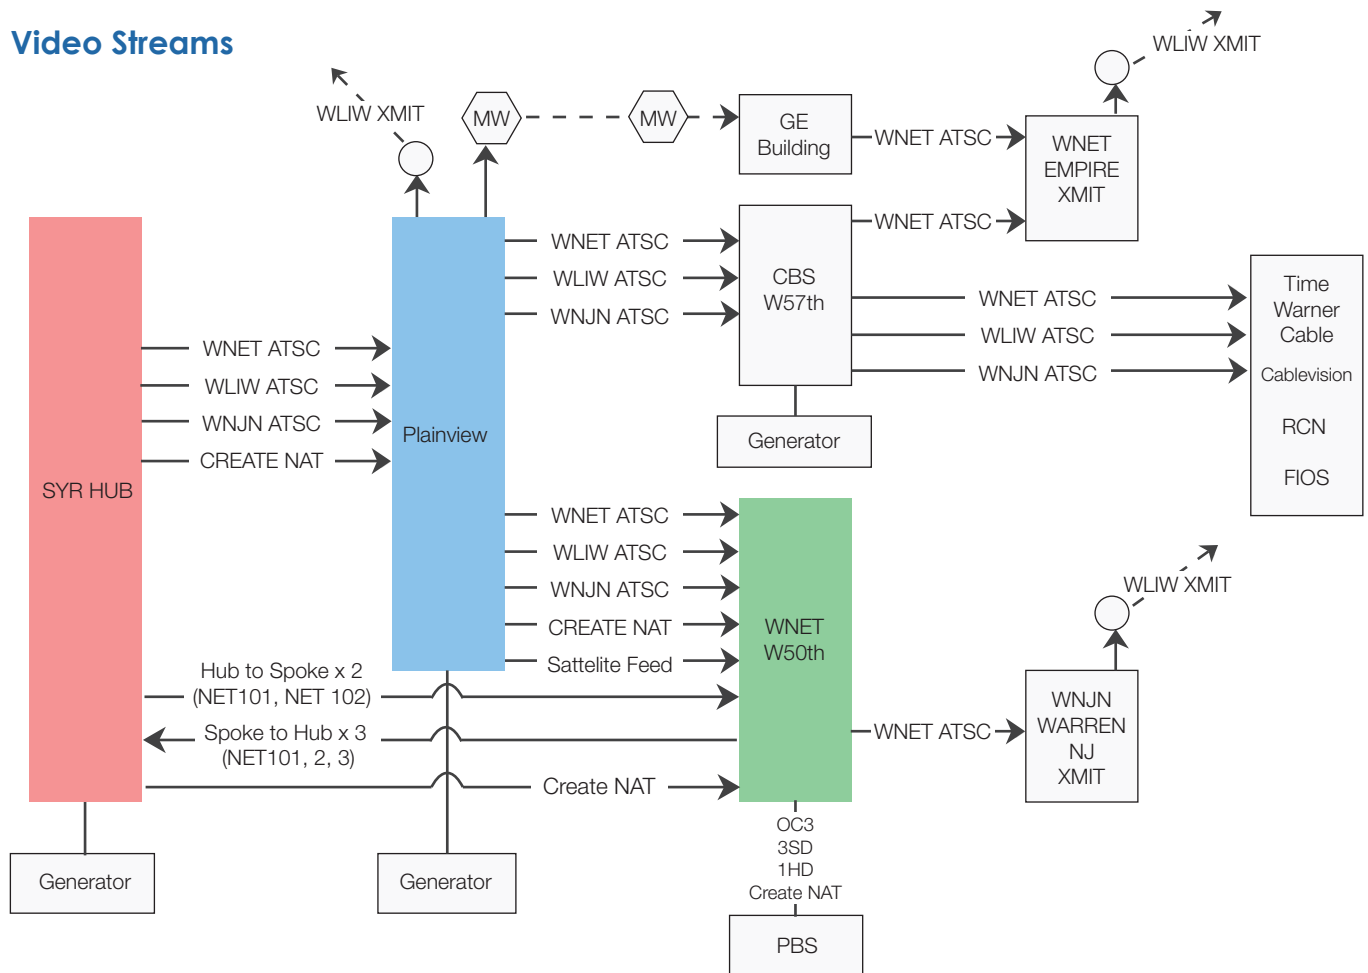 Video Streams
WLIW XMIT
WLIW XMIT
MW
MW
GE
Building
WNET ATSC
WNET
EMPIRE
XMIT
WNET ATSC
SYR HUB
WNET ATSC
WLIW ATSC
WNJN ATSC
CREATE NAT
Plainview
WNET ATSC
WLIW ATSC
WNJN ATSC
CBS
W57th
WNET ATSC
WLIW ATSC
WNJN ATSC
Time
Warner
Cable
Cablevision
RCN
FIOS
Generator
WNET ATSC
WLIW ATSC
WNJN ATSC
CREATE NAT
Sattelite Feed
WNET
W50th
Hub to Spoke x 2
(NET101, NET 102)
Spoke to Hub x 3
(NET101, 2, 3)
Create NAT
WNET ATSC
WLIW XMIT
WNJN
WARREN
NJ
XMIT
Generator
Generator
OC3
3SD
1HD
Create NAT
PBS